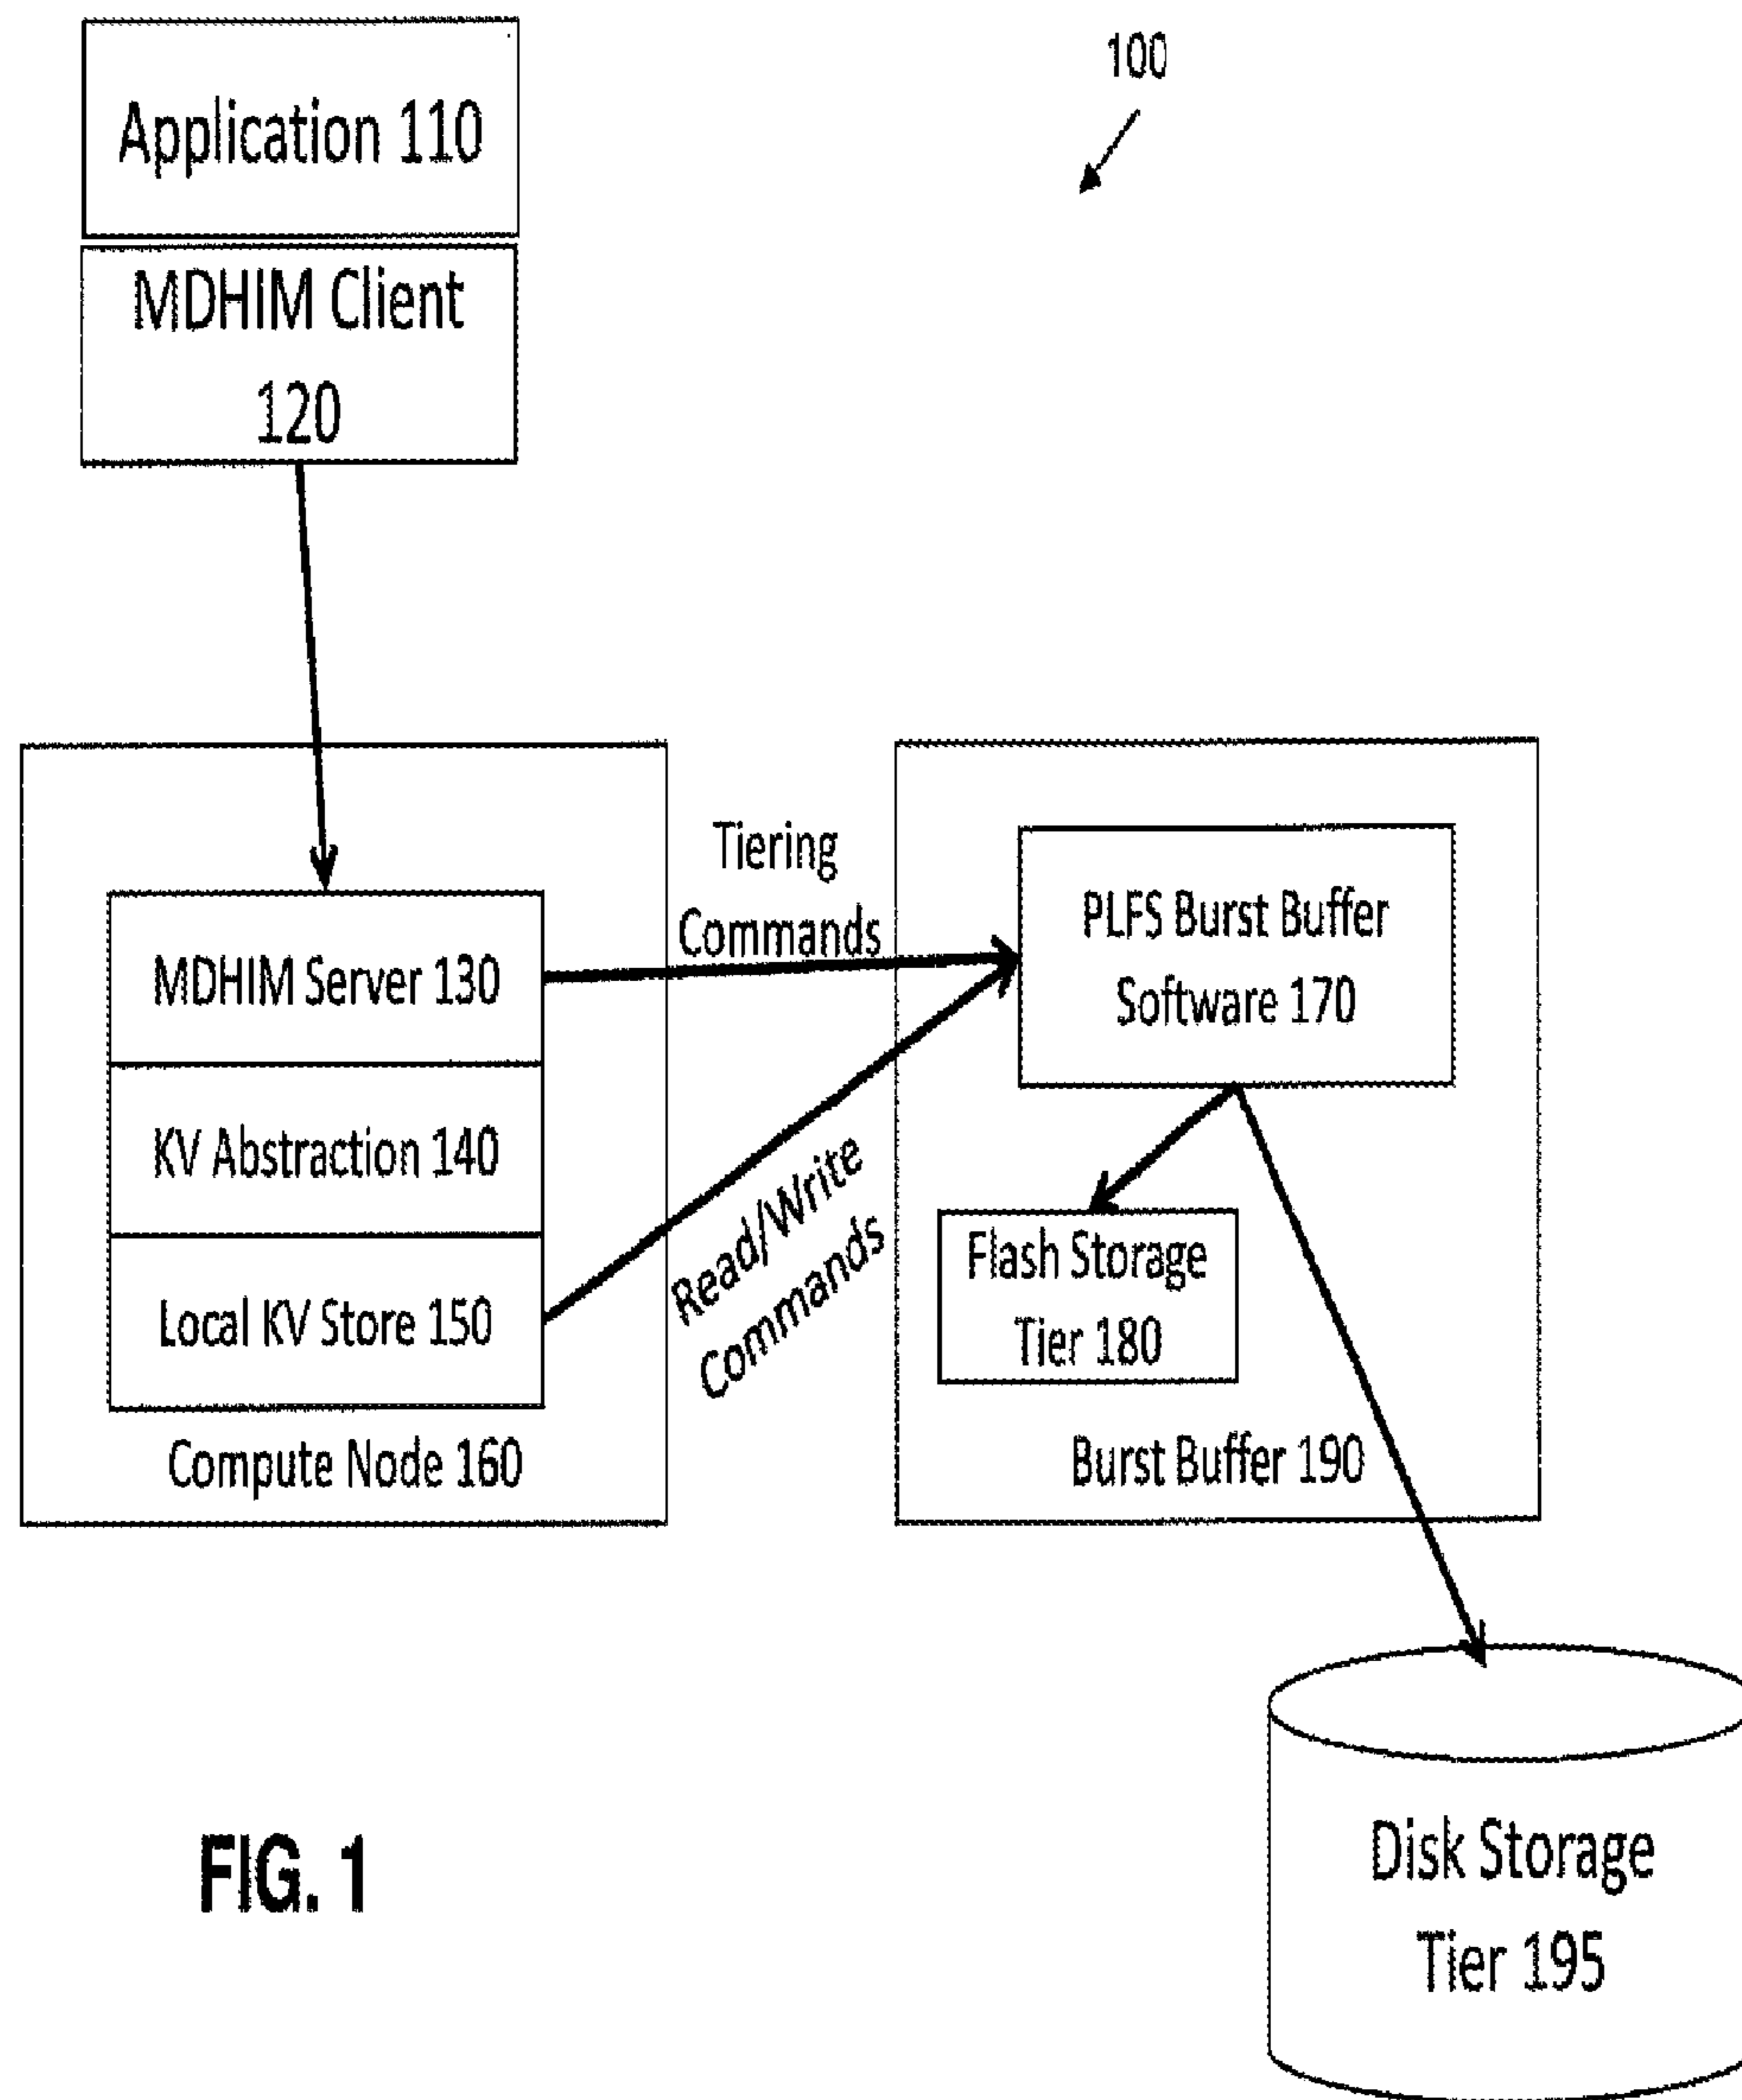 100
Application 110
MDHIM Client
120
Tiering
Commands
MDHIM Server 130
KV Abstraction 140
Local KV Store 150
Compute Node 160
Read/Write
Commands
PLFS Burst Buffer
Software 170
Flash Storage
Tier 180
Burst Buffer 190
Disk Storage
Tier 195
FIG. 1